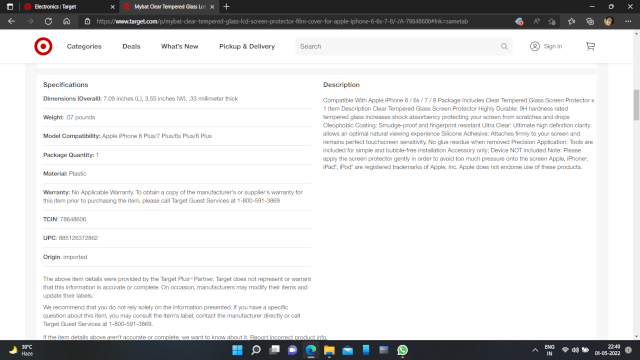 Electronics : Target
Mybat Clear Tempered Glass Lcd
https://www.target.com/p/mybat-clear-tempered-glass-lcd-screen-protector-film-cover-for-apple-iphone-6-6s-7-8/-/A-78648606#lnk=sametab
Categories
Deals
What's New
Pickup & Delivery
Search
Sign in
Specifications
Dimensions (Overall): 7.09 inches (L), 3.55 inches (W), .33 millimeter thick
Weight: .07 pounds
Model Compatibility: Apple iPhone 8 Plus/7 Plus/6s Plus/6 Plus
Package Quantity: 1
Material: Plastic
Warranty: No Applicable Warranty. To obtain a copy of the manufacturer's or supplier's warranty for
this item prior to purchasing the item, please call Target Guest Services at 1-800-591-3869
TCIN: 78648606
UPC: 885126372862
Origin: imported
The above item details were provided by the Target Plus™ Partner. Target does not represent or warrant
that this information is accurate or complete. On occasion, manufacturers may modify their items and
update their labels.
We recommend that you do not rely solely on the information presented. If you have a specific
question about this item, you may consult the item's label, contact the manufacturer directly or call
Target Guest Services at 1-800-591-3869.
If the item details above aren't accurate or complete, we want to know about it. Report incorrect product info.
Description
Compatible With Apple iPhone 6 / 6s / 7 / 8 Package Includes Clear Tempered Glass Screen Protector x
1 Item Description Clear Tempered Glass Screen Protector Highly Durable: 9H hardness rated
tempered glass increases shock absorbency protecting your screen from scratches and drops
Oleophobic Coating: Smudge-proof and fingerprint resistant Ultra Clear: Ultimate high definition clarity
allows an optimal natural viewing experience Silicone Adhesive: Attaches firmly to your screen and
remains perfect touchscreen sensitivity. No glue residue when removed Precision Application: Tools are
included for simple and bubble-free installation Accessory only; Device NOT included Note: Please
apply the screen protector gently in order to avoid too much pressure onto the screen Apple, iPhone®,
iPad®, iPod® are registered trademarks of Apple, Inc. Apple does not endorse use of these products.
30°C
Haze
ENG
IN
22:40
01-05-2022